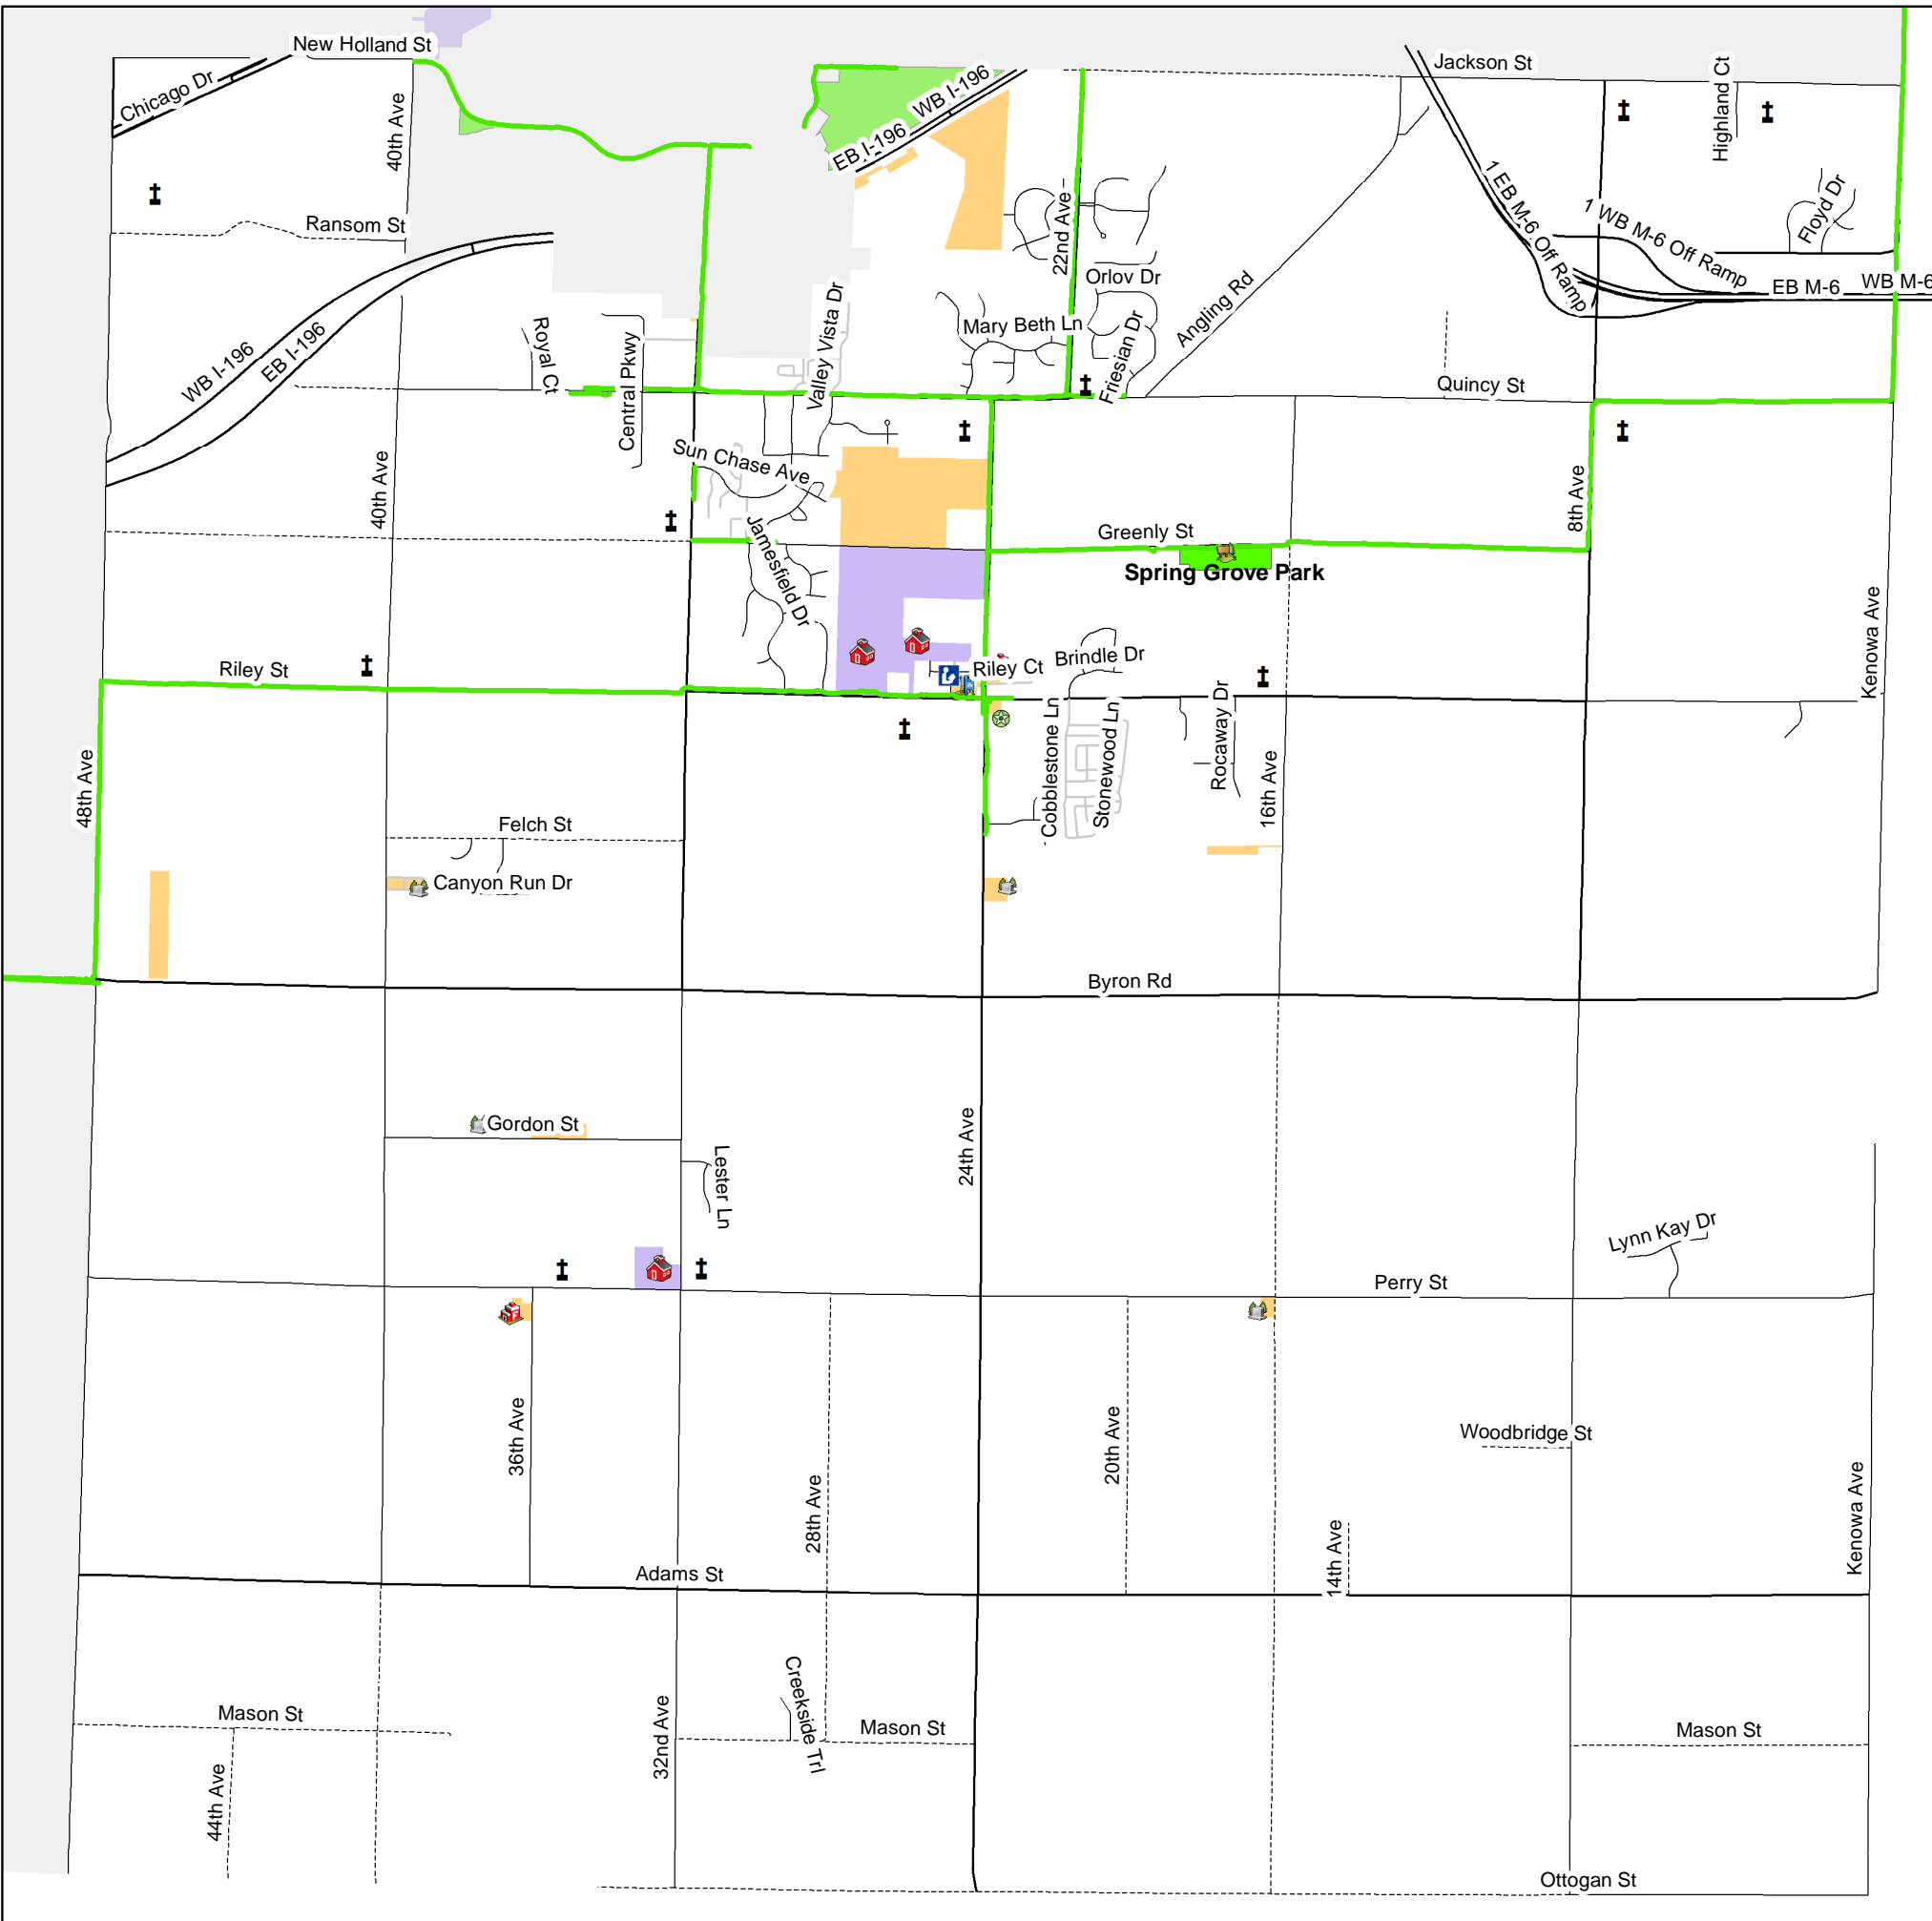 New Holland St
Chicago Dr
40th Ave
WB I-196
EB I-196
Jackson St
Highland Ct
Ransom St
22nd Ave
1 EB M-6 Off Ramp
1 WB M-6 Off Ramp
Floyd Dr
Orlov Dr
EB M-6
WB M-6
Angling Rd
Mary Beth Ln
Friesian Dr
Valley Vista Dr
WB I-196
EB I-196
Royal Ct
Central Pkwy
Quincy St
Sun Chase Ave
40th Ave
8th Ave
Jamesfield Dr
Greenly St
Spring Grove Park
Kenowa Ave
Riley St
Riley Ct
Brindle Dr
48th Ave
Cobblestone Ln
Stonewood Ln
Rocaway Dr
16th Ave
Felch St
Canyon Run Dr
Byron Rd
Gordon St
24th Ave
Lester Ln
Lynn Kay Dr
Perry St
36th Ave
28th Ave
20th Ave
Woodbridge St
14th Ave
Kenowa Ave
Adams St
Mason St
32nd Ave
Creekside Trl
Mason St
Mason St
44th Ave
Ottogan St